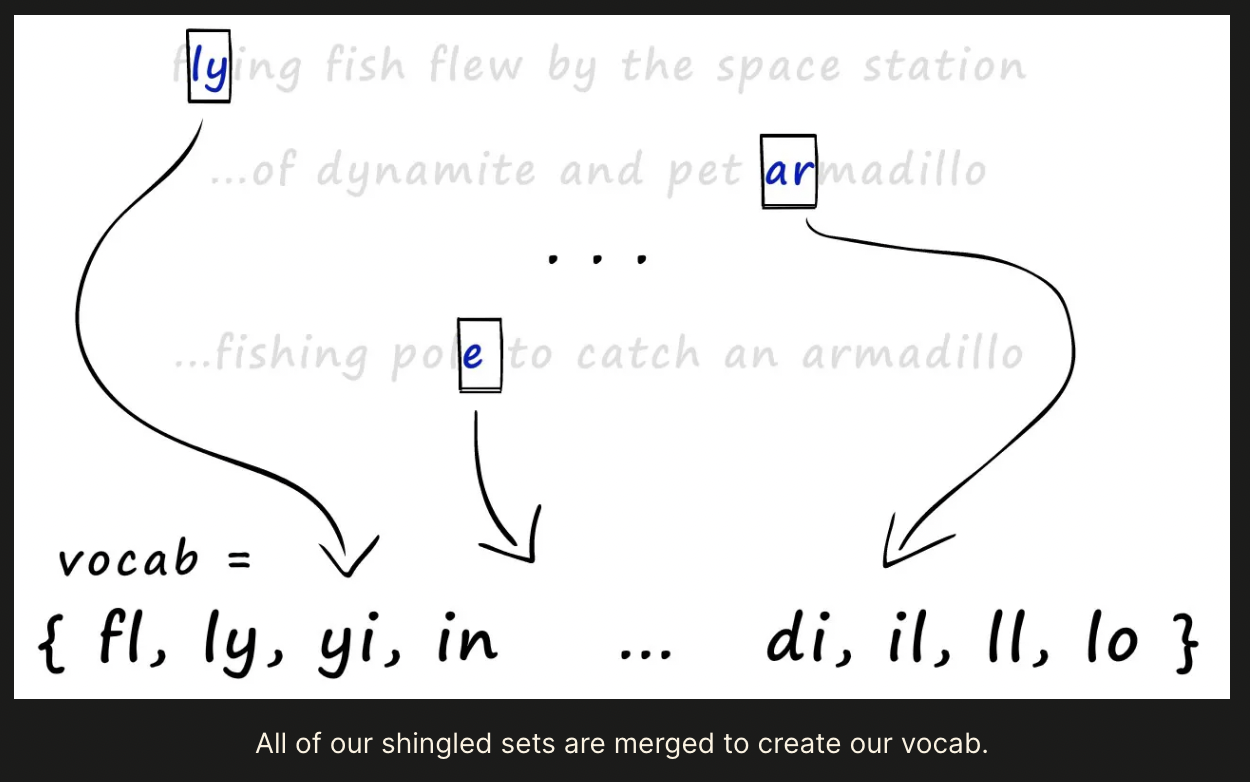 flying fish flew by the space station
...of dynamite and pet armadillo
. . .
...fishing pole to catch an armadillo
vocab =
{ fl, ly, yi, in ... di, il, ll, lo }
All of our shingled sets are merged to create our vocab.